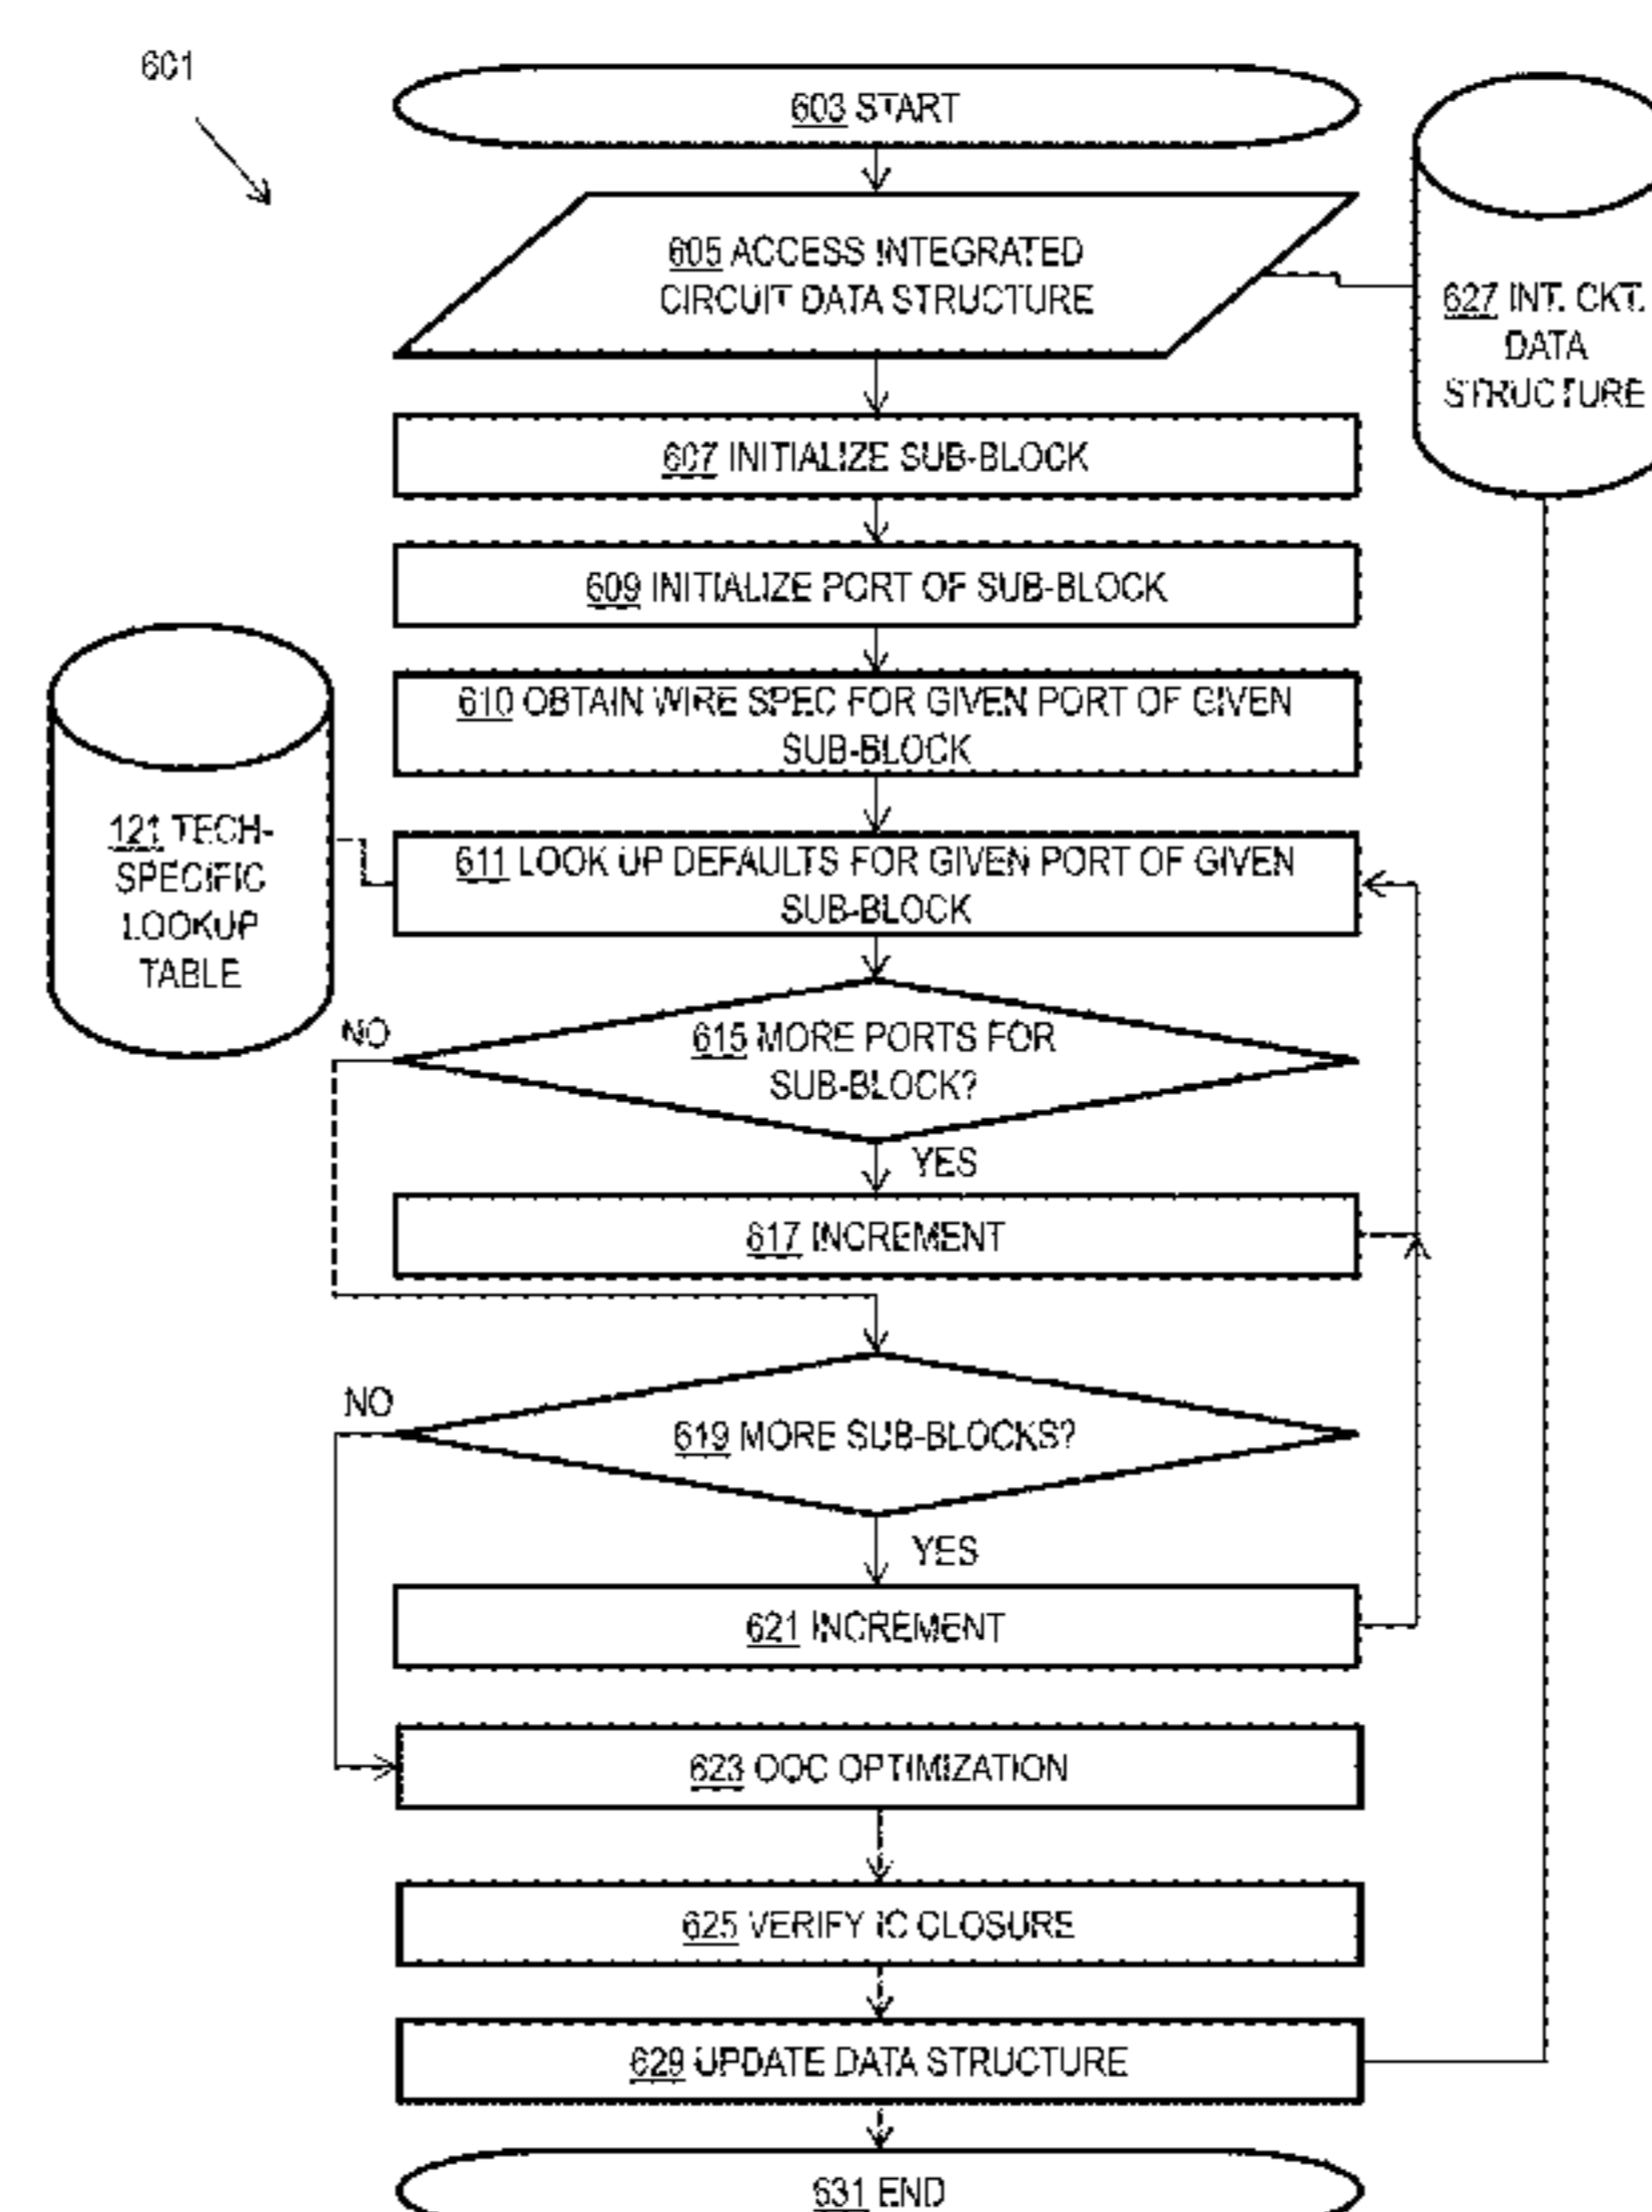 601
603 START
605 ACCESS INTEGRATED
CIRCUIT DATA STRUCTURE
627 INT. CKT.
DATA
STRUCTURE
607 INITIALIZE SUB-BLOCK
609 INITIALIZE PORT OF SUB-BLOCK
610 OBTAIN WIRE SPEC FOR GIVEN PORT OF GIVEN
SUB-BLOCK
121 TECH-
SPECIFIC
LOOKUP
TABLE
611 LOOK UP DEFAULTS FOR GIVEN PORT OF GIVEN
SUB-BLOCK
NO
615 MORE PORTS FOR
SUB-BLOCK?
YES
617 INCREMENT
NO
619 MORE SUB-BLOCKS?
YES
621 INCREMENT
623 OOC OPTIMIZATION
625 VERIFY IC CLOSURE
629 UPDATE DATA STRUCTURE
631 END